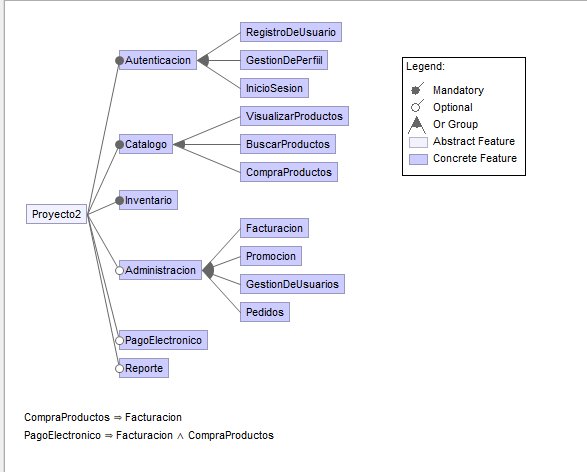 RegistroDeUsuario
Autenticacion
GestionDePerfiil
InicioSesion
VisualizarProductos
Catalogo
BuscarProductos
CompraProductos
Inventario
Proyecto2
Facturacion
Promocion
Administracion
GestionDeUsuarios
Pedidos
PagoElectronico
Reporte
Legend:
Mandatory
Optional
Or Group
Abstract Feature
Concrete Feature
CompraProductos ⇒ Facturacion
PagoElectronico ⇒ Facturacion ∧ CompraProductos